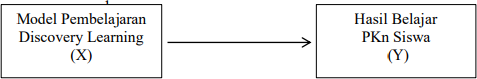 Model Pembelajaran
Discovery Learning
(X)
Hasil Belajar
PKn Siswa
(Y)